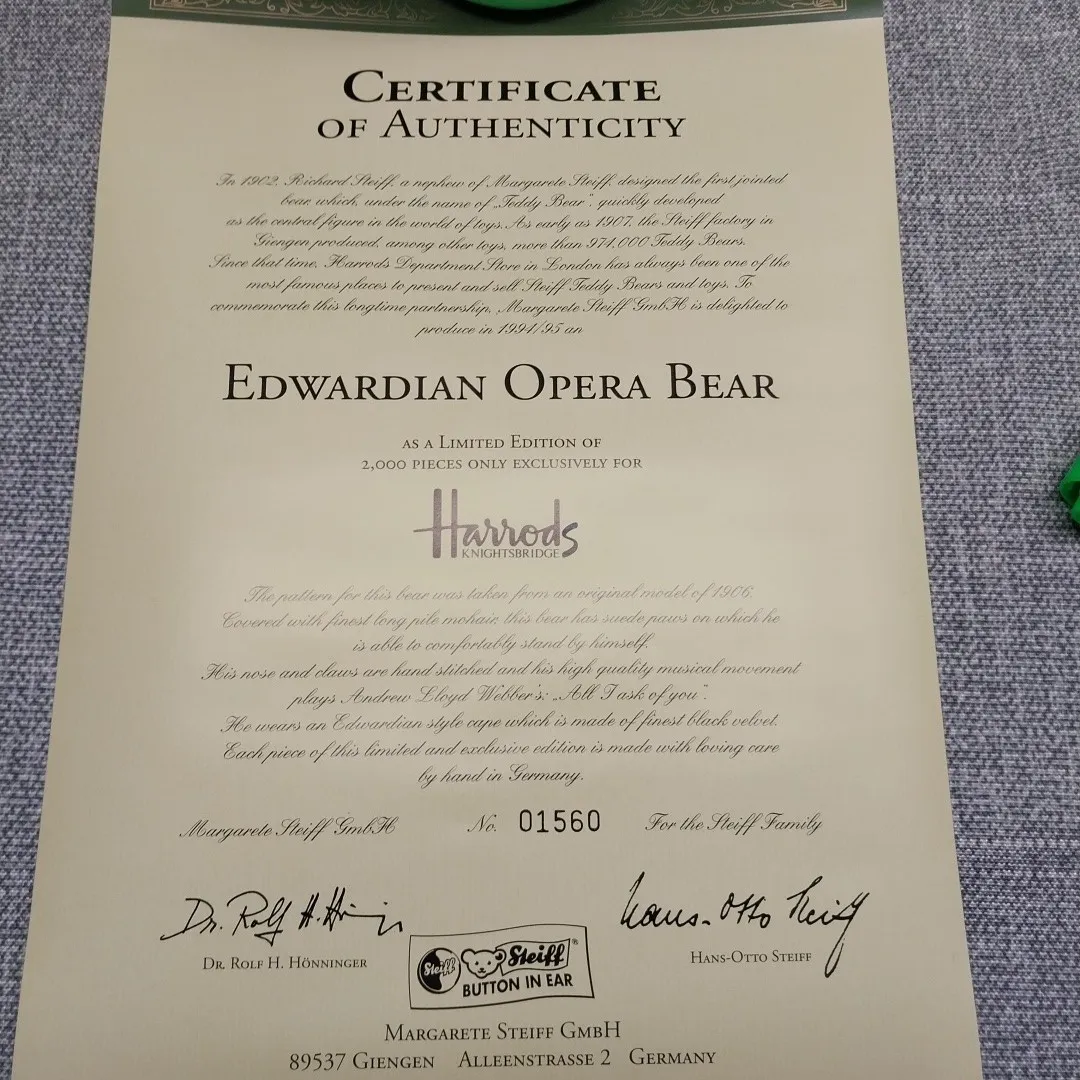 CERTIFICATE
OF AUTHENTICITY
In 1902, Richard Steiff, a nephew of Margarete Steiff, designed the first jointed
bear which, under the name of „Teddy Bear“, quickly developed
as the central figure in the world of toys. As early as 1907, the Steiff factory in
Giengen produced, among other toys, more than 974,000 Teddy Bears.
Since that time, Harrods Department Store in London has always been one of the
most famous places to present and sell Steiff Teddy Bears and toys. To
commemorate this longtime partnership, Margarete Steiff GmbH is delighted to
produce in 1994/95 an
EDWARDIAN OPERA BEAR
AS A LIMITED EDITION OF
2,000 PIECES ONLY EXCLUSIVELY FOR
Harrods
KNIGHTSBRIDGE
The pattern for this bear was taken from an original model of 1906.
Covered with finest long pile mohair, this bear has suede paws on which he
is able to comfortably stand by himself.
His nose and claws are hand stitched and his high quality musical movement
plays Andrew Lloyd Webber's: „All I ask of you“.
He wears an Edwardian style cape which is made of finest black velvet.
Each piece of this limited and exclusive edition is made with loving care
by hand in Germany.
Margarete Steiff GmbH No. 01560 For the Steiff Family
Dr. Rolf H. Hönninger Hans-Otto Steiff
DR. ROLF H. HÖNNINGER HANS-OTTO STEIFF
Steiff Steiff®
BUTTON IN EAR
MARGARETE STEIFF GMBH
89537 GIENGEN ALLEENSTRASSE 2 GERMANY